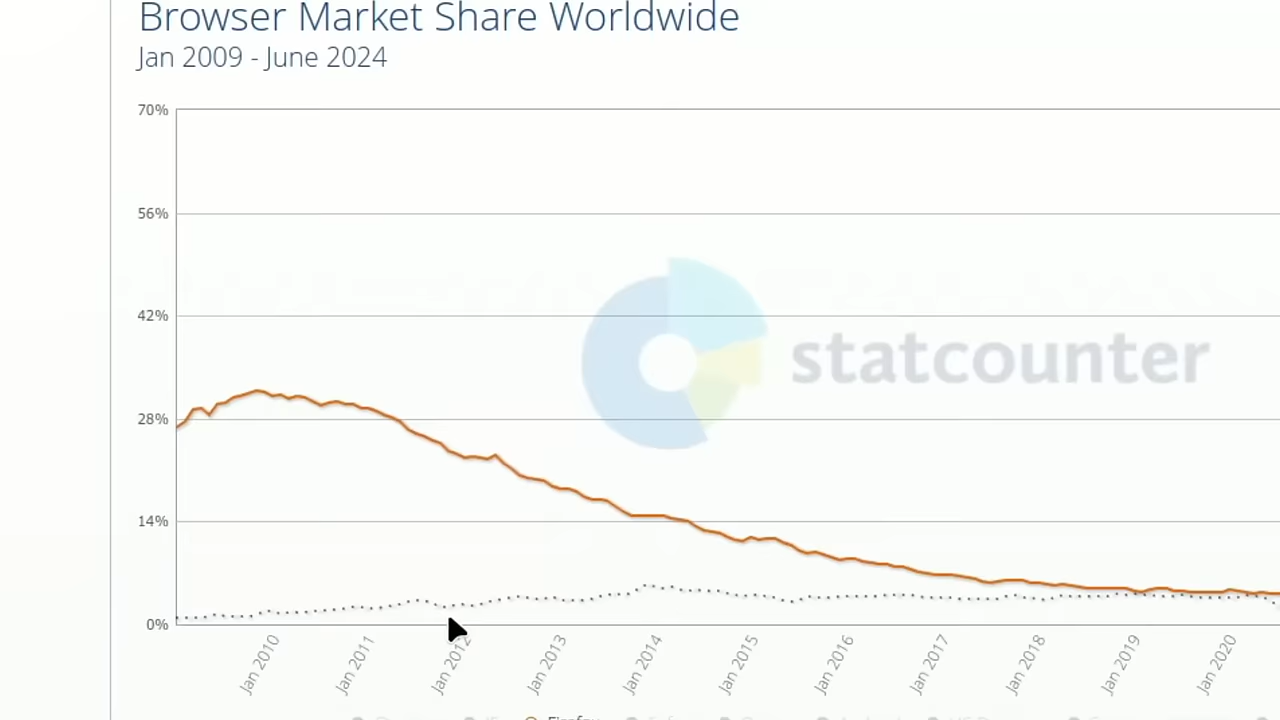 Browser Market Share Worldwide
Jan 2009 - June 2024
70%
56%
42%
statcounter
28%
14%
0%
Jan 2010 Jan 2011 Jan 2012 Jan 2013 Jan 2014 Jan 2015 Jan 2016 Jan 2017 Jan 2018 Jan 2019 Jan 2020
Firefox